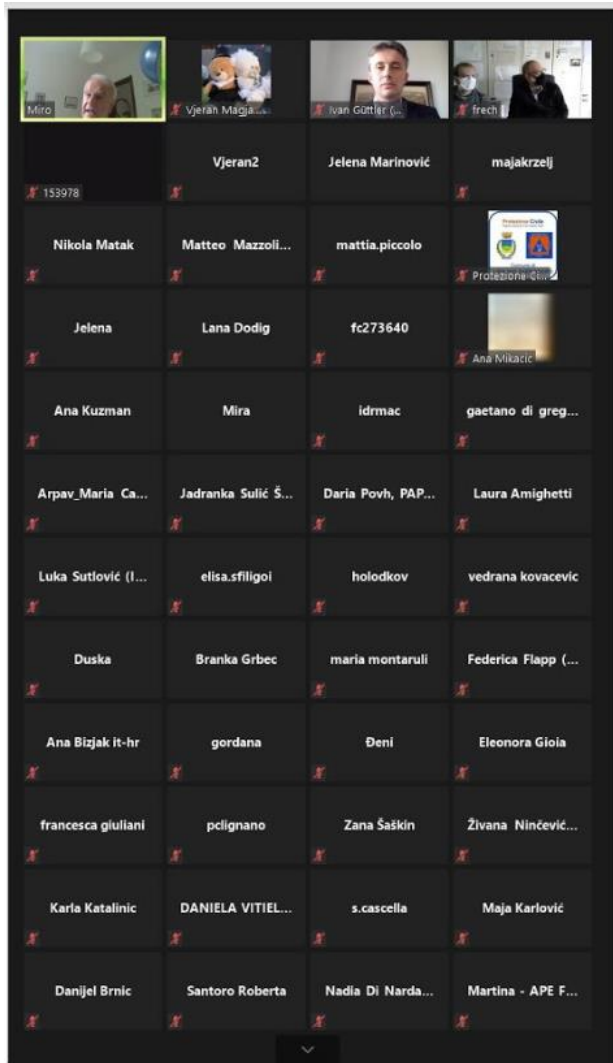 Miro
Vjeran Magja...
Ivan Güttler (...
frech
153978
Vjeran2
Jelena Marinović
majakrzelj
Nikola Matak
Matteo Mazzoli...
mattia.piccolo
Protezione Civile
Protezione Ci...
Jelena
Lana Dodig
fc273640
Ana Mikacic
Ana Kuzman
Mira
idrmac
gaetano di greg...
Arpav_Maria Ca...
Jadranka Sulić Š...
Daria Povh, PAP...
Laura Amighetti
Luka Sutlović (I...
elisa.sfiligoi
holodkov
vedrana kovacevic
Duska
Branka Grbec
maria montaruli
Federica Flapp (...
Ana Bizjak it-hr
gordana
Đeni
Eleonora Gioia
francesca giuliani
pclignano
Zana Šaškin
Živana Ninčević...
Karla Katalinic
DANIELA VITIEL...
s.cascella
Maja Karlović
Danijel Brnic
Santoro Roberta
Nadia Di Narda...
Martina - APE F...